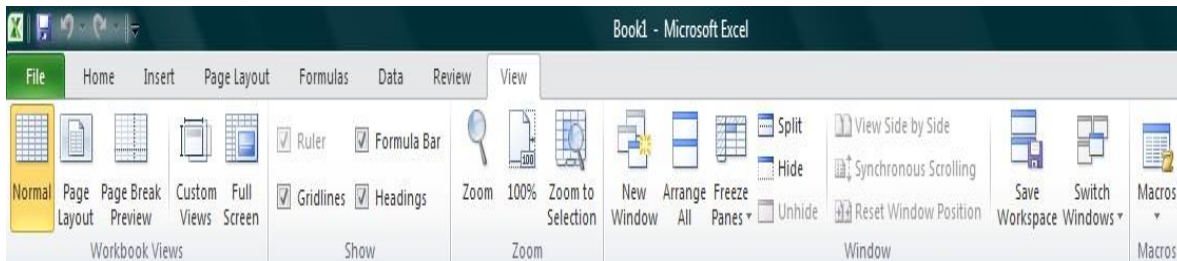 Book1 - Microsoft Excel
File Home Insert Page Layout Formulas Data Review View
Normal
Page Layout
Page Break Preview
Custom Views
Full Screen
Workbook Views
Ruler
Formula Bar
Gridlines
Headings
Show
Zoom
100
100%
Zoom to Selection
Zoom
New Window
Arrange All
Freeze Panes
Split
Hide
Unhide
View Side by Side
Synchronous Scrolling
Reset Window Position
Save Workspace
Switch Windows
Window
Macros
Macros